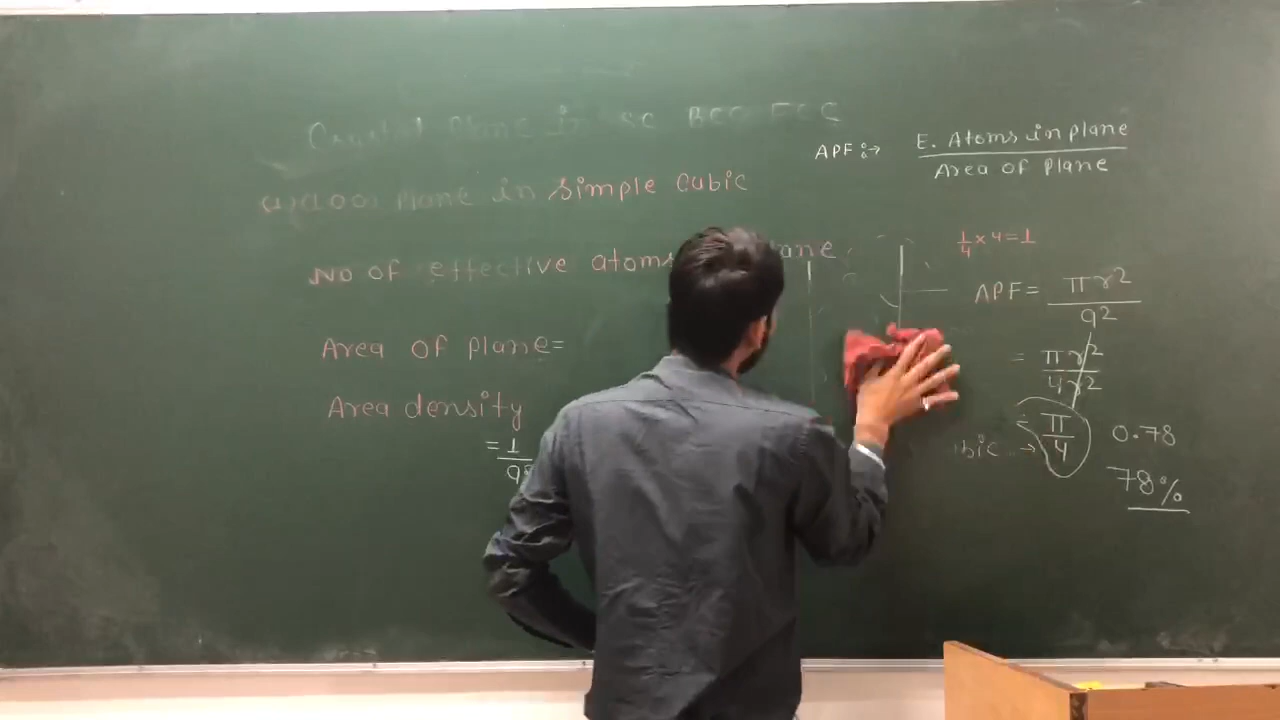 Crystal Plane in SC BCC FCC
(1) (100) Plane in Simple Cubic
No of effective atoms
Area of plane=
Area density
= 1
APF :→ E. Atoms in plane
Area of Plane
1/4 x 4 = 1
APF = πr2
a2
= πr2
4r2
= π
4
0.78
78%